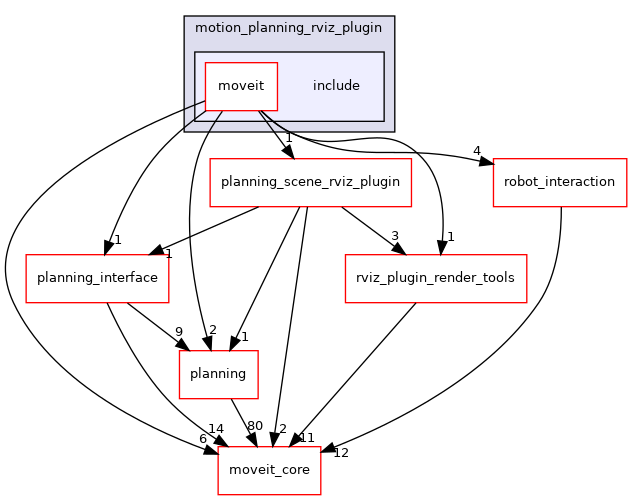 motion_planning_rviz_plugin
moveit
include
1
4
planning_scene_rviz_plugin
robot_interaction
1
1
3
1
planning_interface
rviz_plugin_render_tools
9
2
1
planning
14
6
80
2
11
12
moveit_core